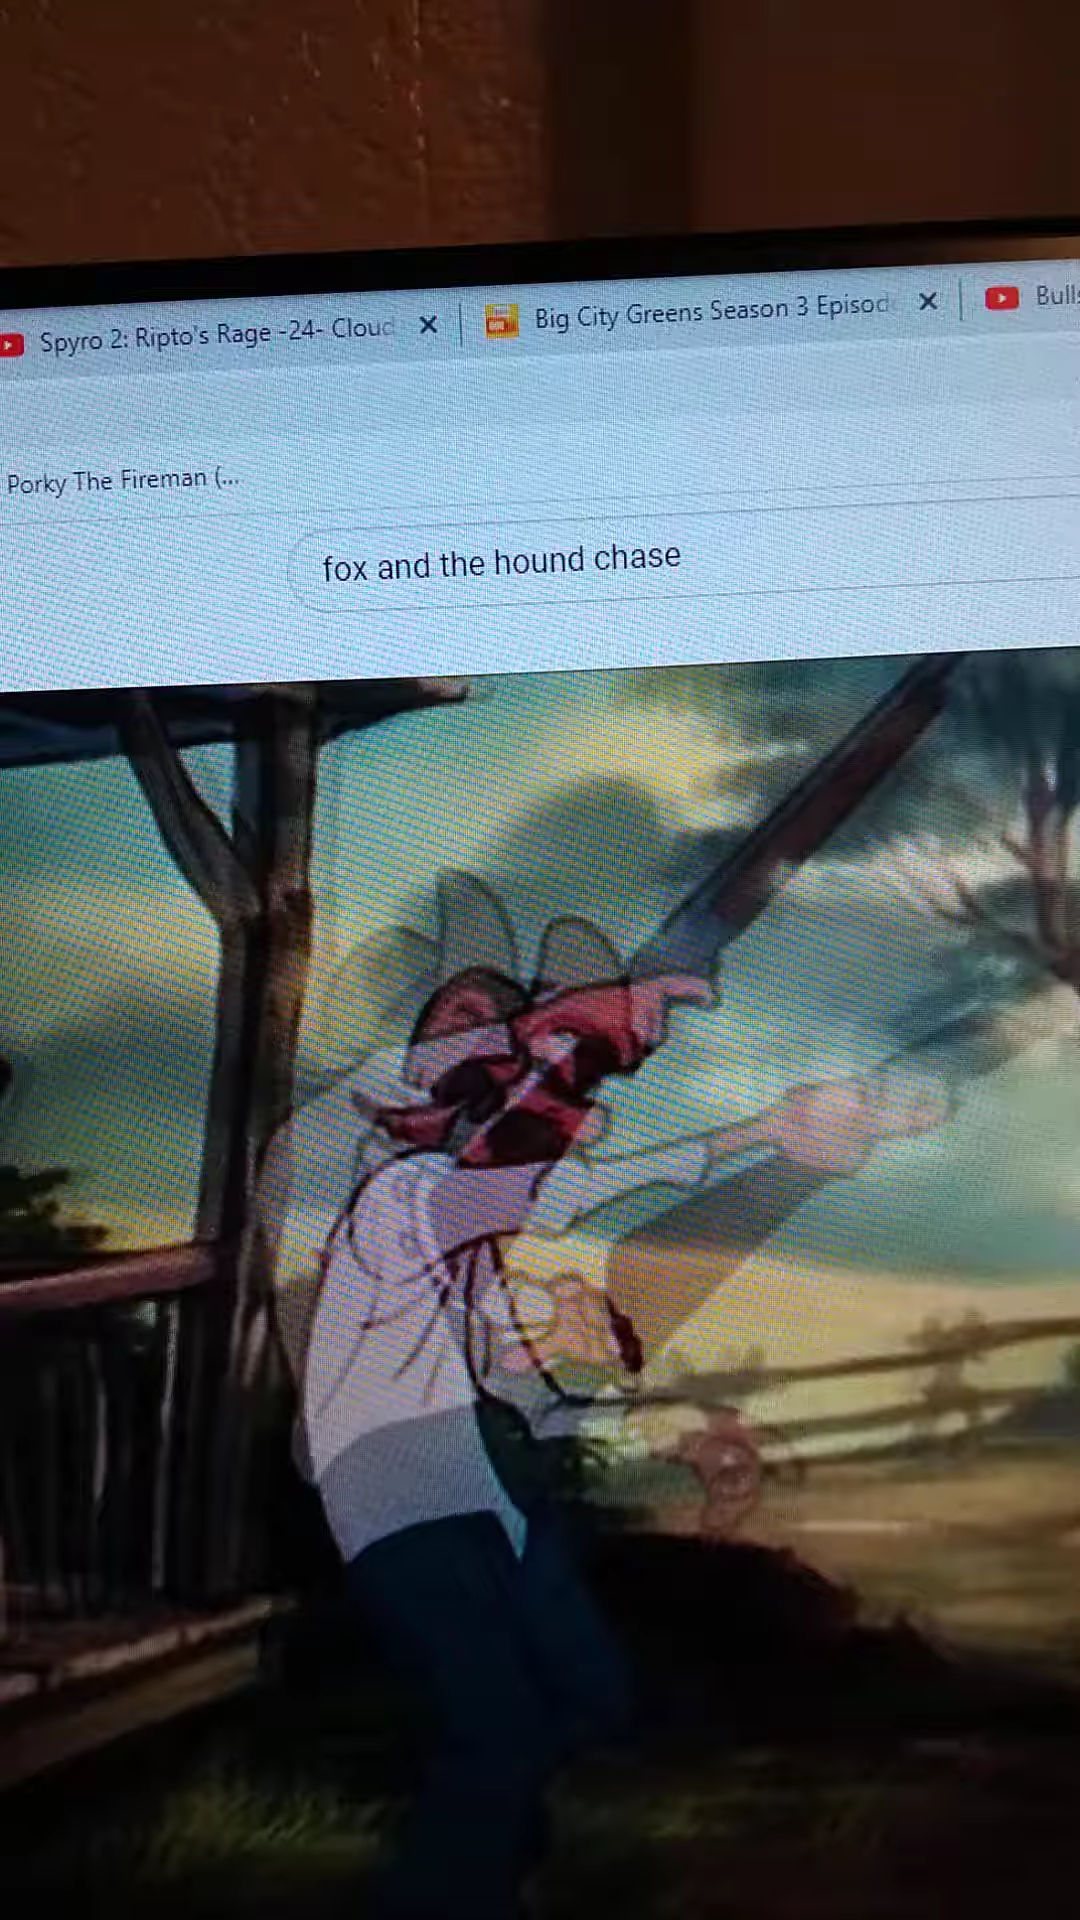 Spyro 2: Ripto's Rage -24- Cloud
Big City Greens Season 3 Episod
Bulls
Porky The Fireman (...
fox and the hound chase